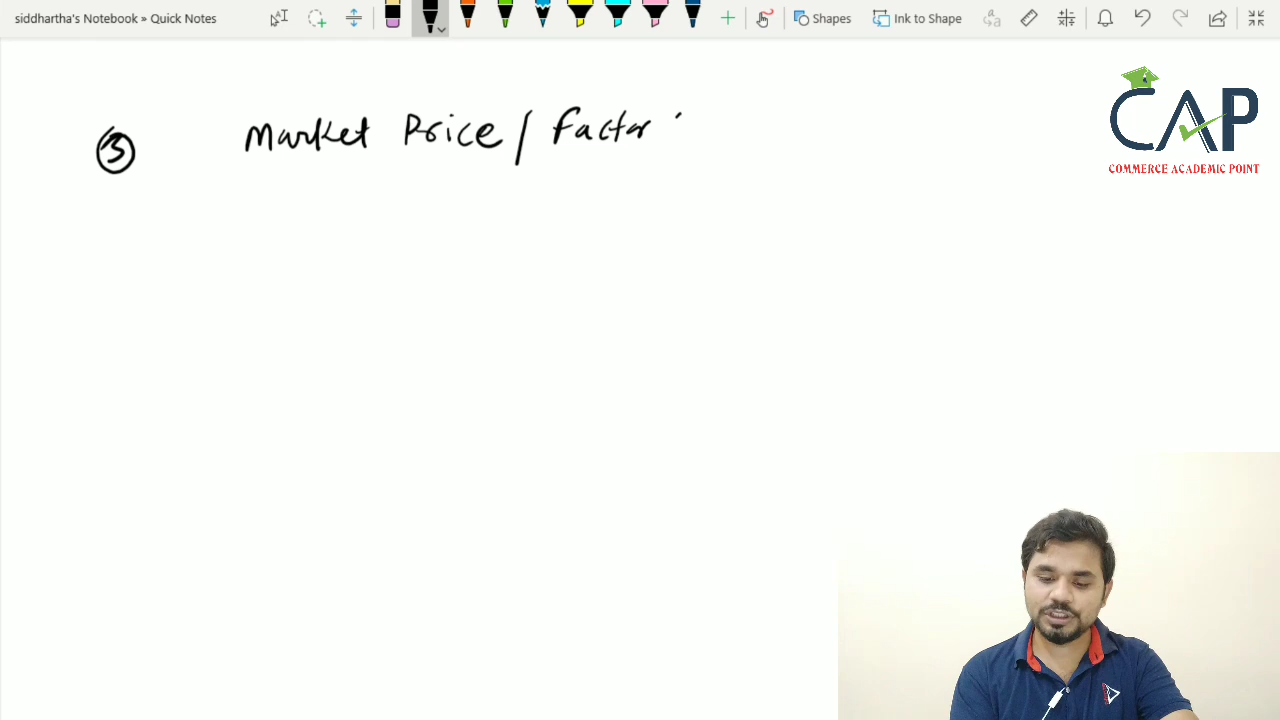 siddhartha's Notebook » Quick Notes
Shapes
Ink to Shape
CAP
COMMERCE ACADEMIC POINT
3 Market Price / Factor